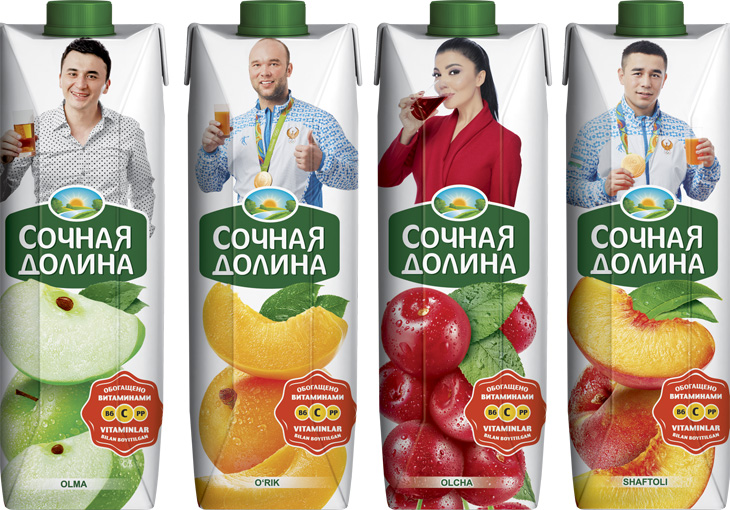 СОЧНАЯ
ДОЛИНА
ОБОГАЩЕНО
ВИТАМИНАМИ
B6 C PP
VITAMINLAR
BILAN BOYITILGAN
OLMA
СОЧНАЯ
ДОЛИНА
ОБОГАЩЕНО
ВИТАМИНАМИ
B6 C PP
VITAMINLAR
BILAN BOYITILGAN
O'RIK
СОЧНАЯ
ДОЛИНА
ОБОГАЩЕНО
ВИТАМИНАМИ
B6 C PP
VITAMINLAR
BILAN BOYITILGAN
OLCHA
СОЧНАЯ
ДОЛИНА
ОБОГАЩЕНО
ВИТАМИНАМИ
B6 C PP
VITAMINLAR
BILAN BOYITILGAN
SHAFTOLI